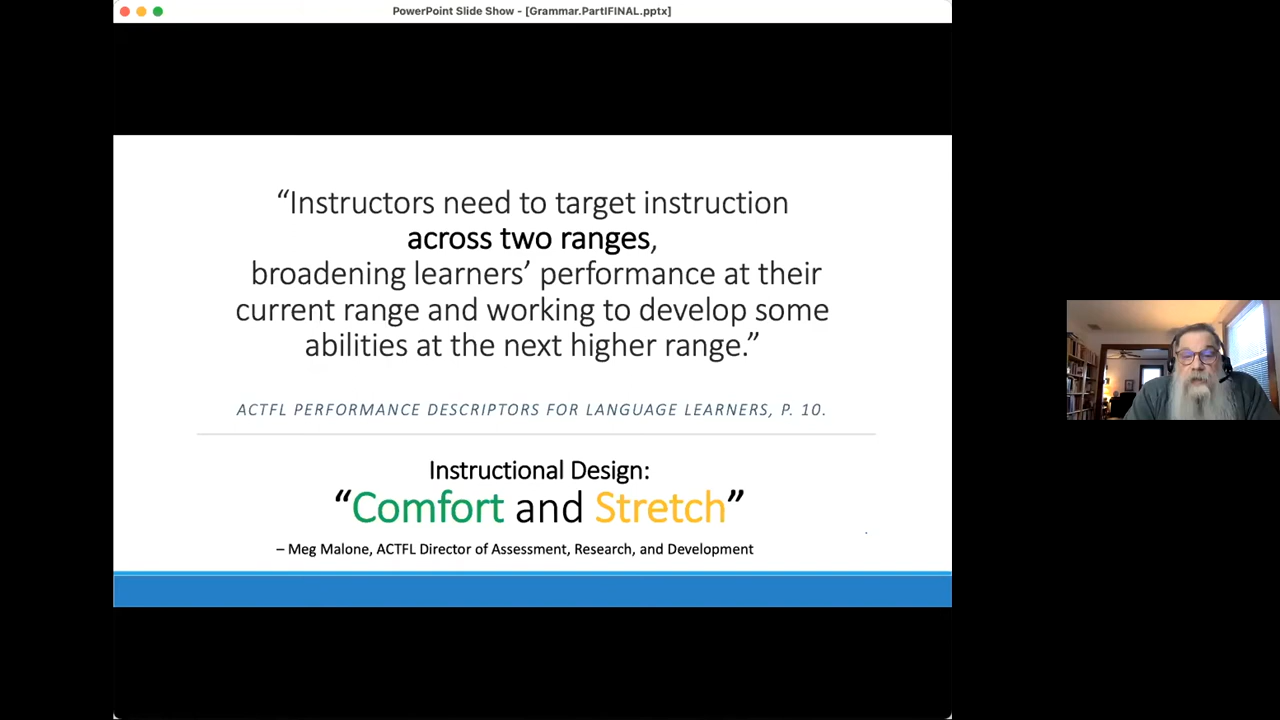 PowerPoint Slide Show - [Grammar.PartIFINAL.pptx]
“Instructors need to target instruction
across two ranges,
broadening learners’ performance at their
current range and working to develop some
abilities at the next higher range.”
ACTFL PERFORMANCE DESCRIPTORS FOR LANGUAGE LEARNERS, P. 10.
Instructional Design:
“Comfort and Stretch”
– Meg Malone, ACTFL Director of Assessment, Research, and Development